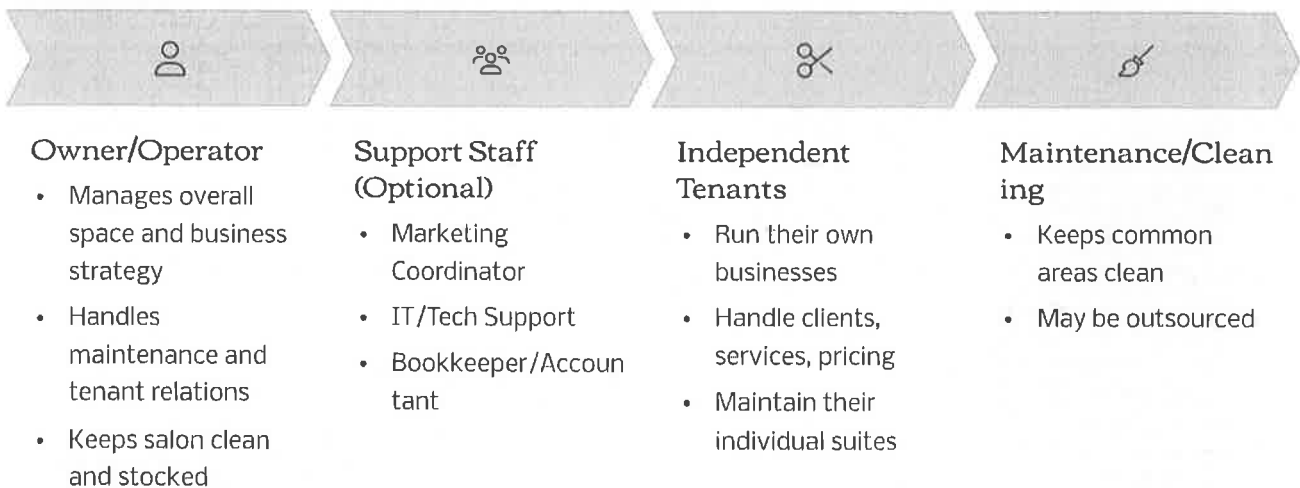 Owner/Operator
• Manages overall
space and business
strategy
• Handles
maintenance and
tenant relations
• Keeps salon clean
and stocked
Support Staff
(Optional)
• Marketing
Coordinator
• IT/Tech Support
• Bookkeeper/Accoun
tant
Independent
Tenants
• Run their own
businesses
• Handle clients,
services, pricing
• Maintain their
individual suites
Maintenance/Clean
ing
• Keeps common
areas clean
• May be outsourced